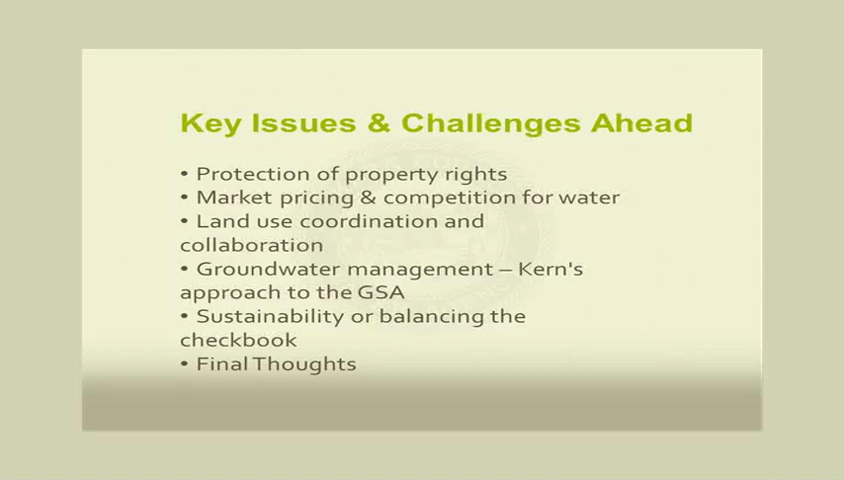 Key Issues & Challenges Ahead
• Protection of property rights
• Market pricing & competition for water
• Land use coordination and
collaboration
• Groundwater management – Kern's
approach to the GSA
• Sustainability or balancing the
checkbook
• Final Thoughts